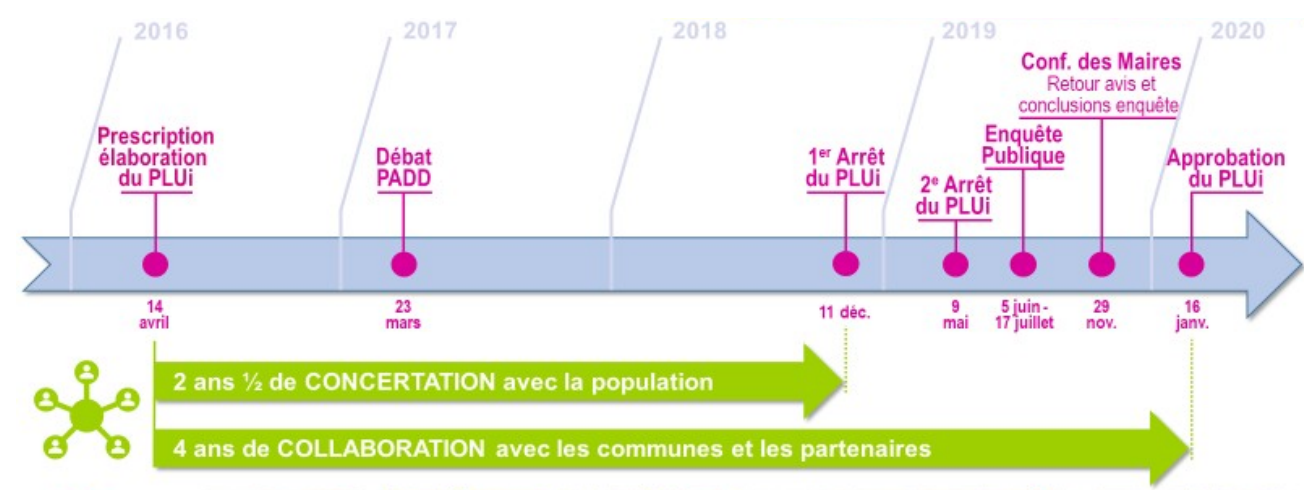 2016
2017
2018
2019
2020
Prescription
élaboration
du PLUi
Débat
PADD
1er Arrêt
du PLUi
2e Arrêt
du PLUi
Enquête
Publique
Conf. des Maires
Retour avis et
conclusions enquête
Approbation
du PLUi
14
avril
23
mars
11 déc.
9
mai
5 juin -
17 juillet
29
nov.
16
janv.
2 ans ½ de CONCERTATION avec la population
4 ans de COLLABORATION avec les communes et les partenaires